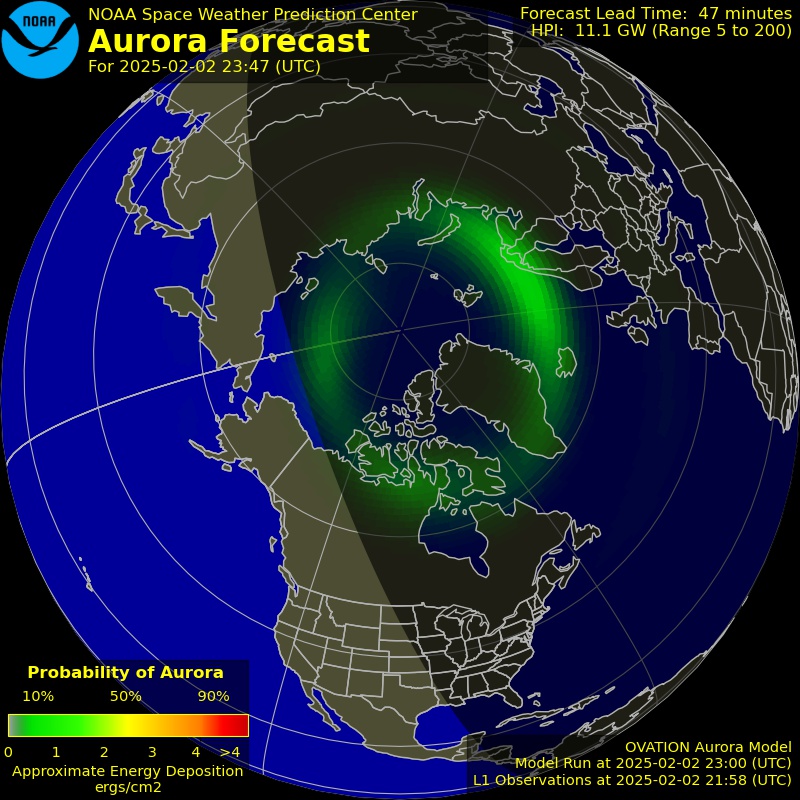 NOAA
NOAA Space Weather Prediction Center
Aurora Forecast
For 2025-02-02 23:47 (UTC)
Forecast Lead Time: 47 minutes
HPI: 11.1 GW (Range 5 to 200)
Probability of Aurora
10% 50% 90%
0 1 2 3 4 >4
Approximate Energy Deposition
ergs/cm2
OVATION Aurora Model
Model Run at 2025-02-02 23:00 (UTC)
L1 Observations at 2025-02-02 21:58 (UTC)